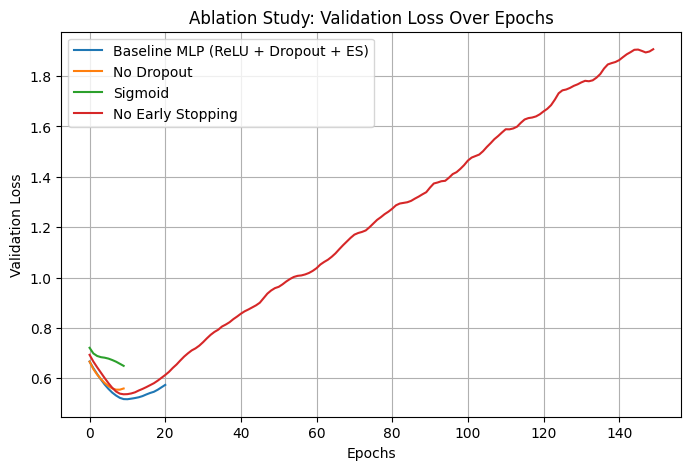 Ablation Study: Validation Loss Over Epochs
Baseline MLP (ReLU + Dropout + ES)
No Dropout
Sigmoid
No Early Stopping
Validation Loss
1.8
1.6
1.4
1.2
1.0
0.8
0.6
0 20 40 60 80 100 120 140
Epochs